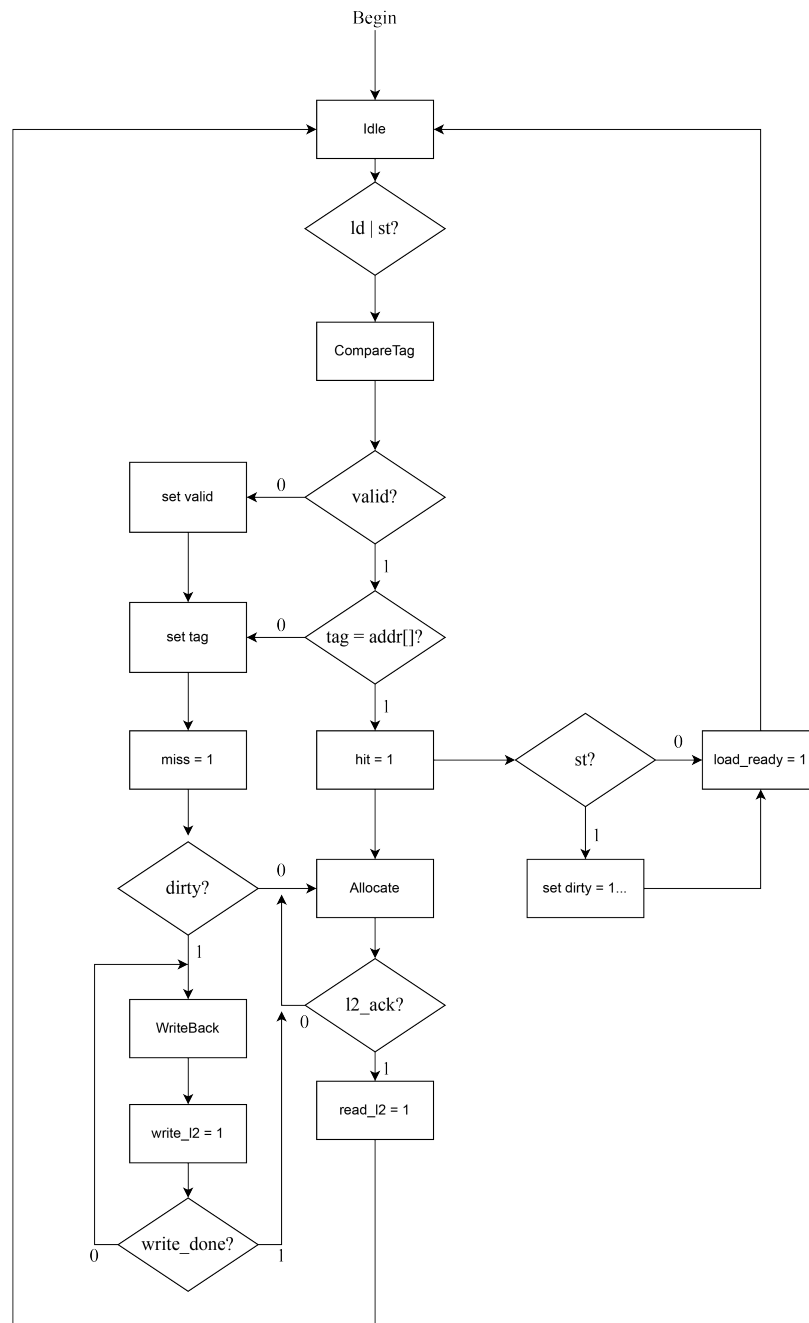 Begin
Idle
ld | st?
CompareTag
set valid
0
valid?
1
set tag
0
tag = addr[]?
1
miss = 1
hit = 1
st?
0
load_ready = 1
1
dirty?
0
Allocate
set dirty = 1...
1
l2_ack?
0
WriteBack
1
read_l2 = 1
write_l2 = 1
write_done?
0
1